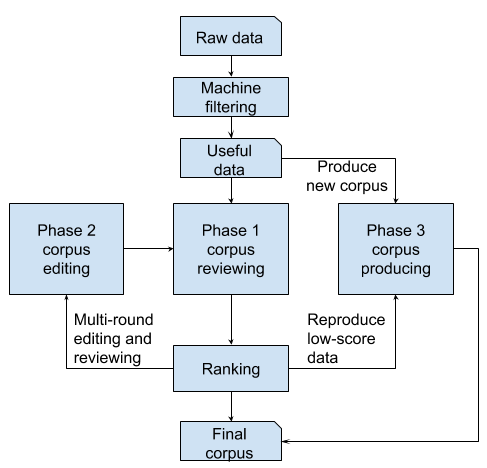 Raw data
Machine
filtering
Useful
data
Produce
new corpus
Phase 2
corpus
editing
Phase 1
corpus
reviewing
Phase 3
corpus
producing
Multi-round
editing and
reviewing
Reproduce
low-score
data
Ranking
Final
corpus